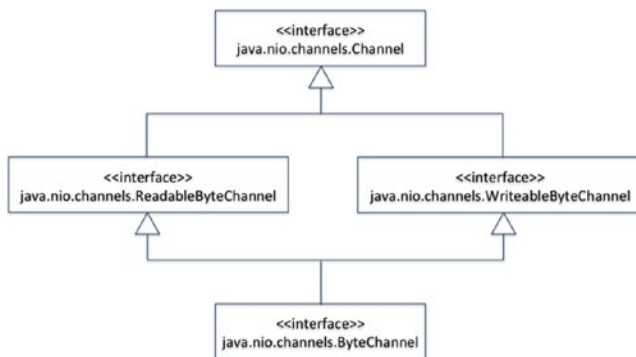 <<interface>>
java.nio.channels.Channel
<<interface>>
java.nio.channels.ReadableByteChannel
<<interface>>
java.nio.channels.WriteableByteChannel
<<interface>>
java.nio.channels.ByteChannel